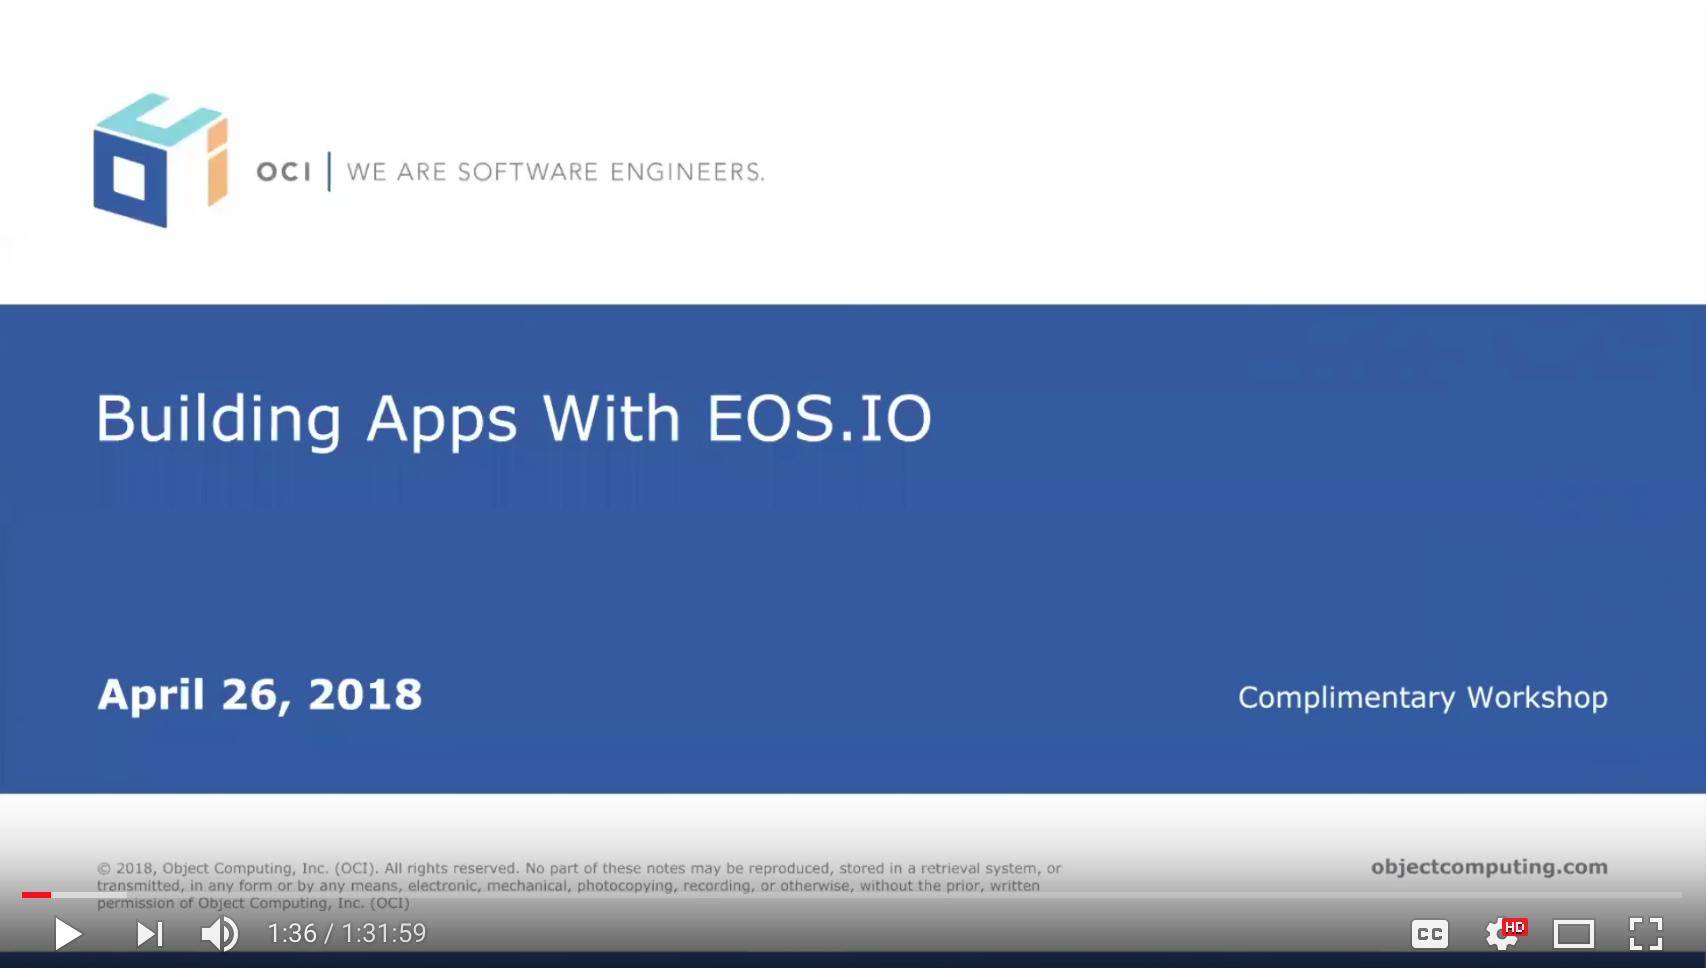 OCI | WE ARE SOFTWARE ENGINEERS.
Building Apps With EOS.IO
April 26, 2018
Complimentary Workshop
© 2018, Object Computing, Inc. (OCI). All rights reserved. No part of these notes may be reproduced, stored in a retrieval system, or
transmitted, in any form or by any means, electronic, mechanical, photocopying, recording, or otherwise, without the prior, written
permission of Object Computing, Inc. (OCI)
objectcomputing.com
1:36 / 1:31:59
CC
HD